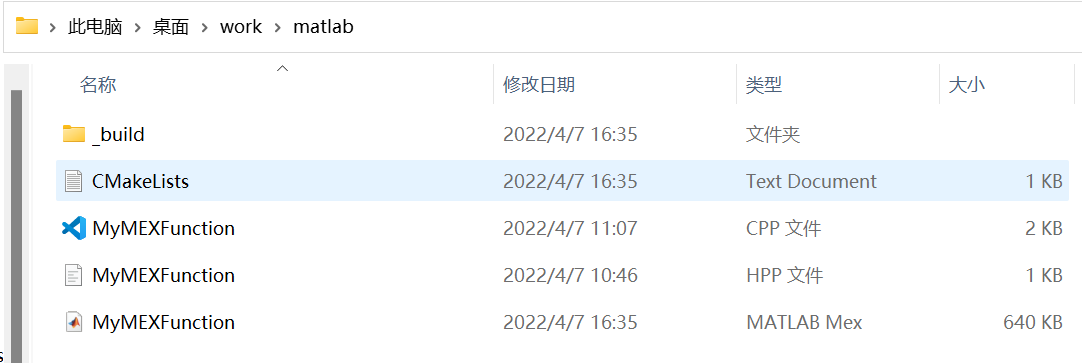 此电脑 > 桌面 > work > matlab
名称 修改日期 类型 大小
_build 2022/4/7 16:35 文件夹
CMakeLists 2022/4/7 16:35 Text Document 1 KB
MyMEXFunction 2022/4/7 11:07 CPP 文件 2 KB
MyMEXFunction 2022/4/7 10:46 HPP 文件 1 KB
MyMEXFunction 2022/4/7 16:35 MATLAB Mex 640 KB
s